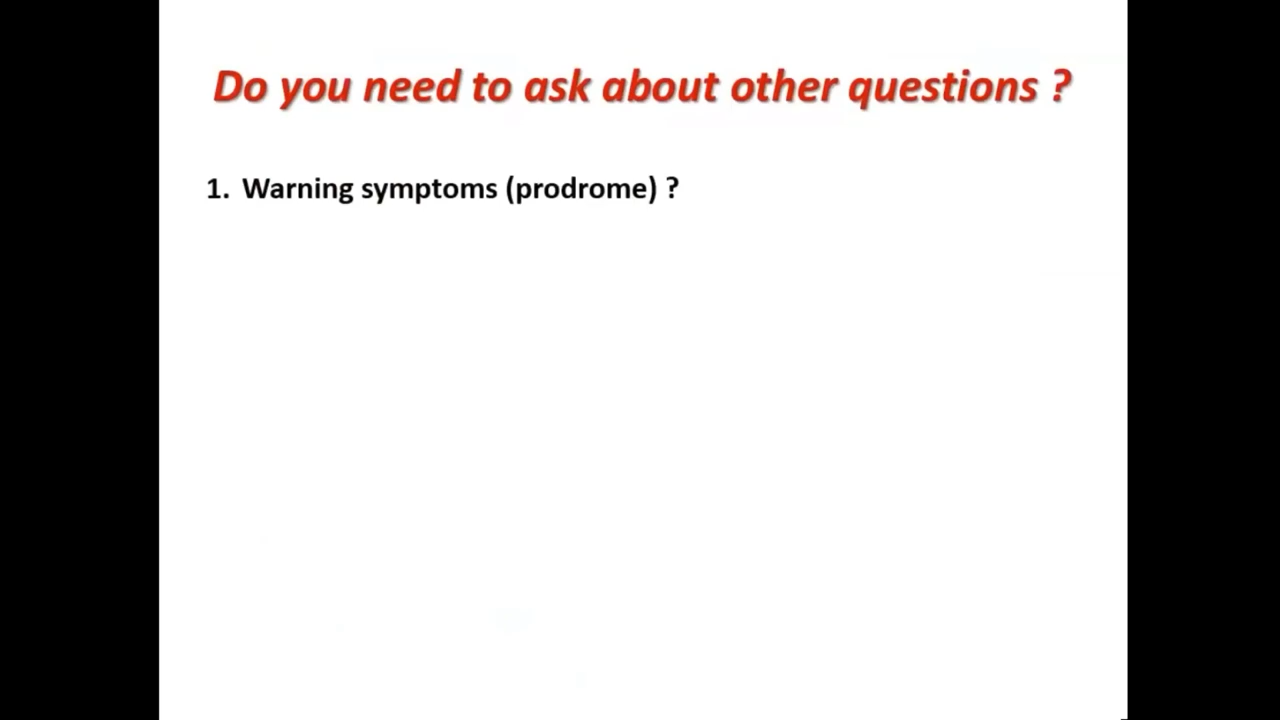 Do you need to ask about other questions ?
1. Warning symptoms (prodrome) ?